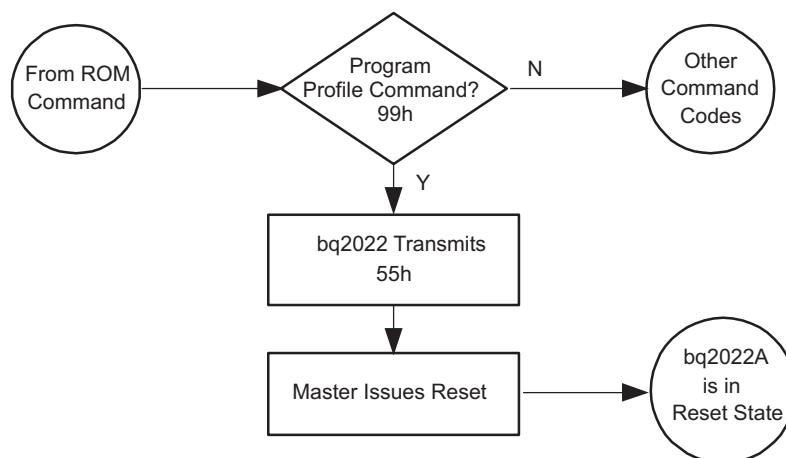 From ROM
Command
Program
Profile Command?
99h
N
Other
Command
Codes
Y
bq2022 Transmits
55h
Master Issues Reset
bq2022A
is in
Reset State